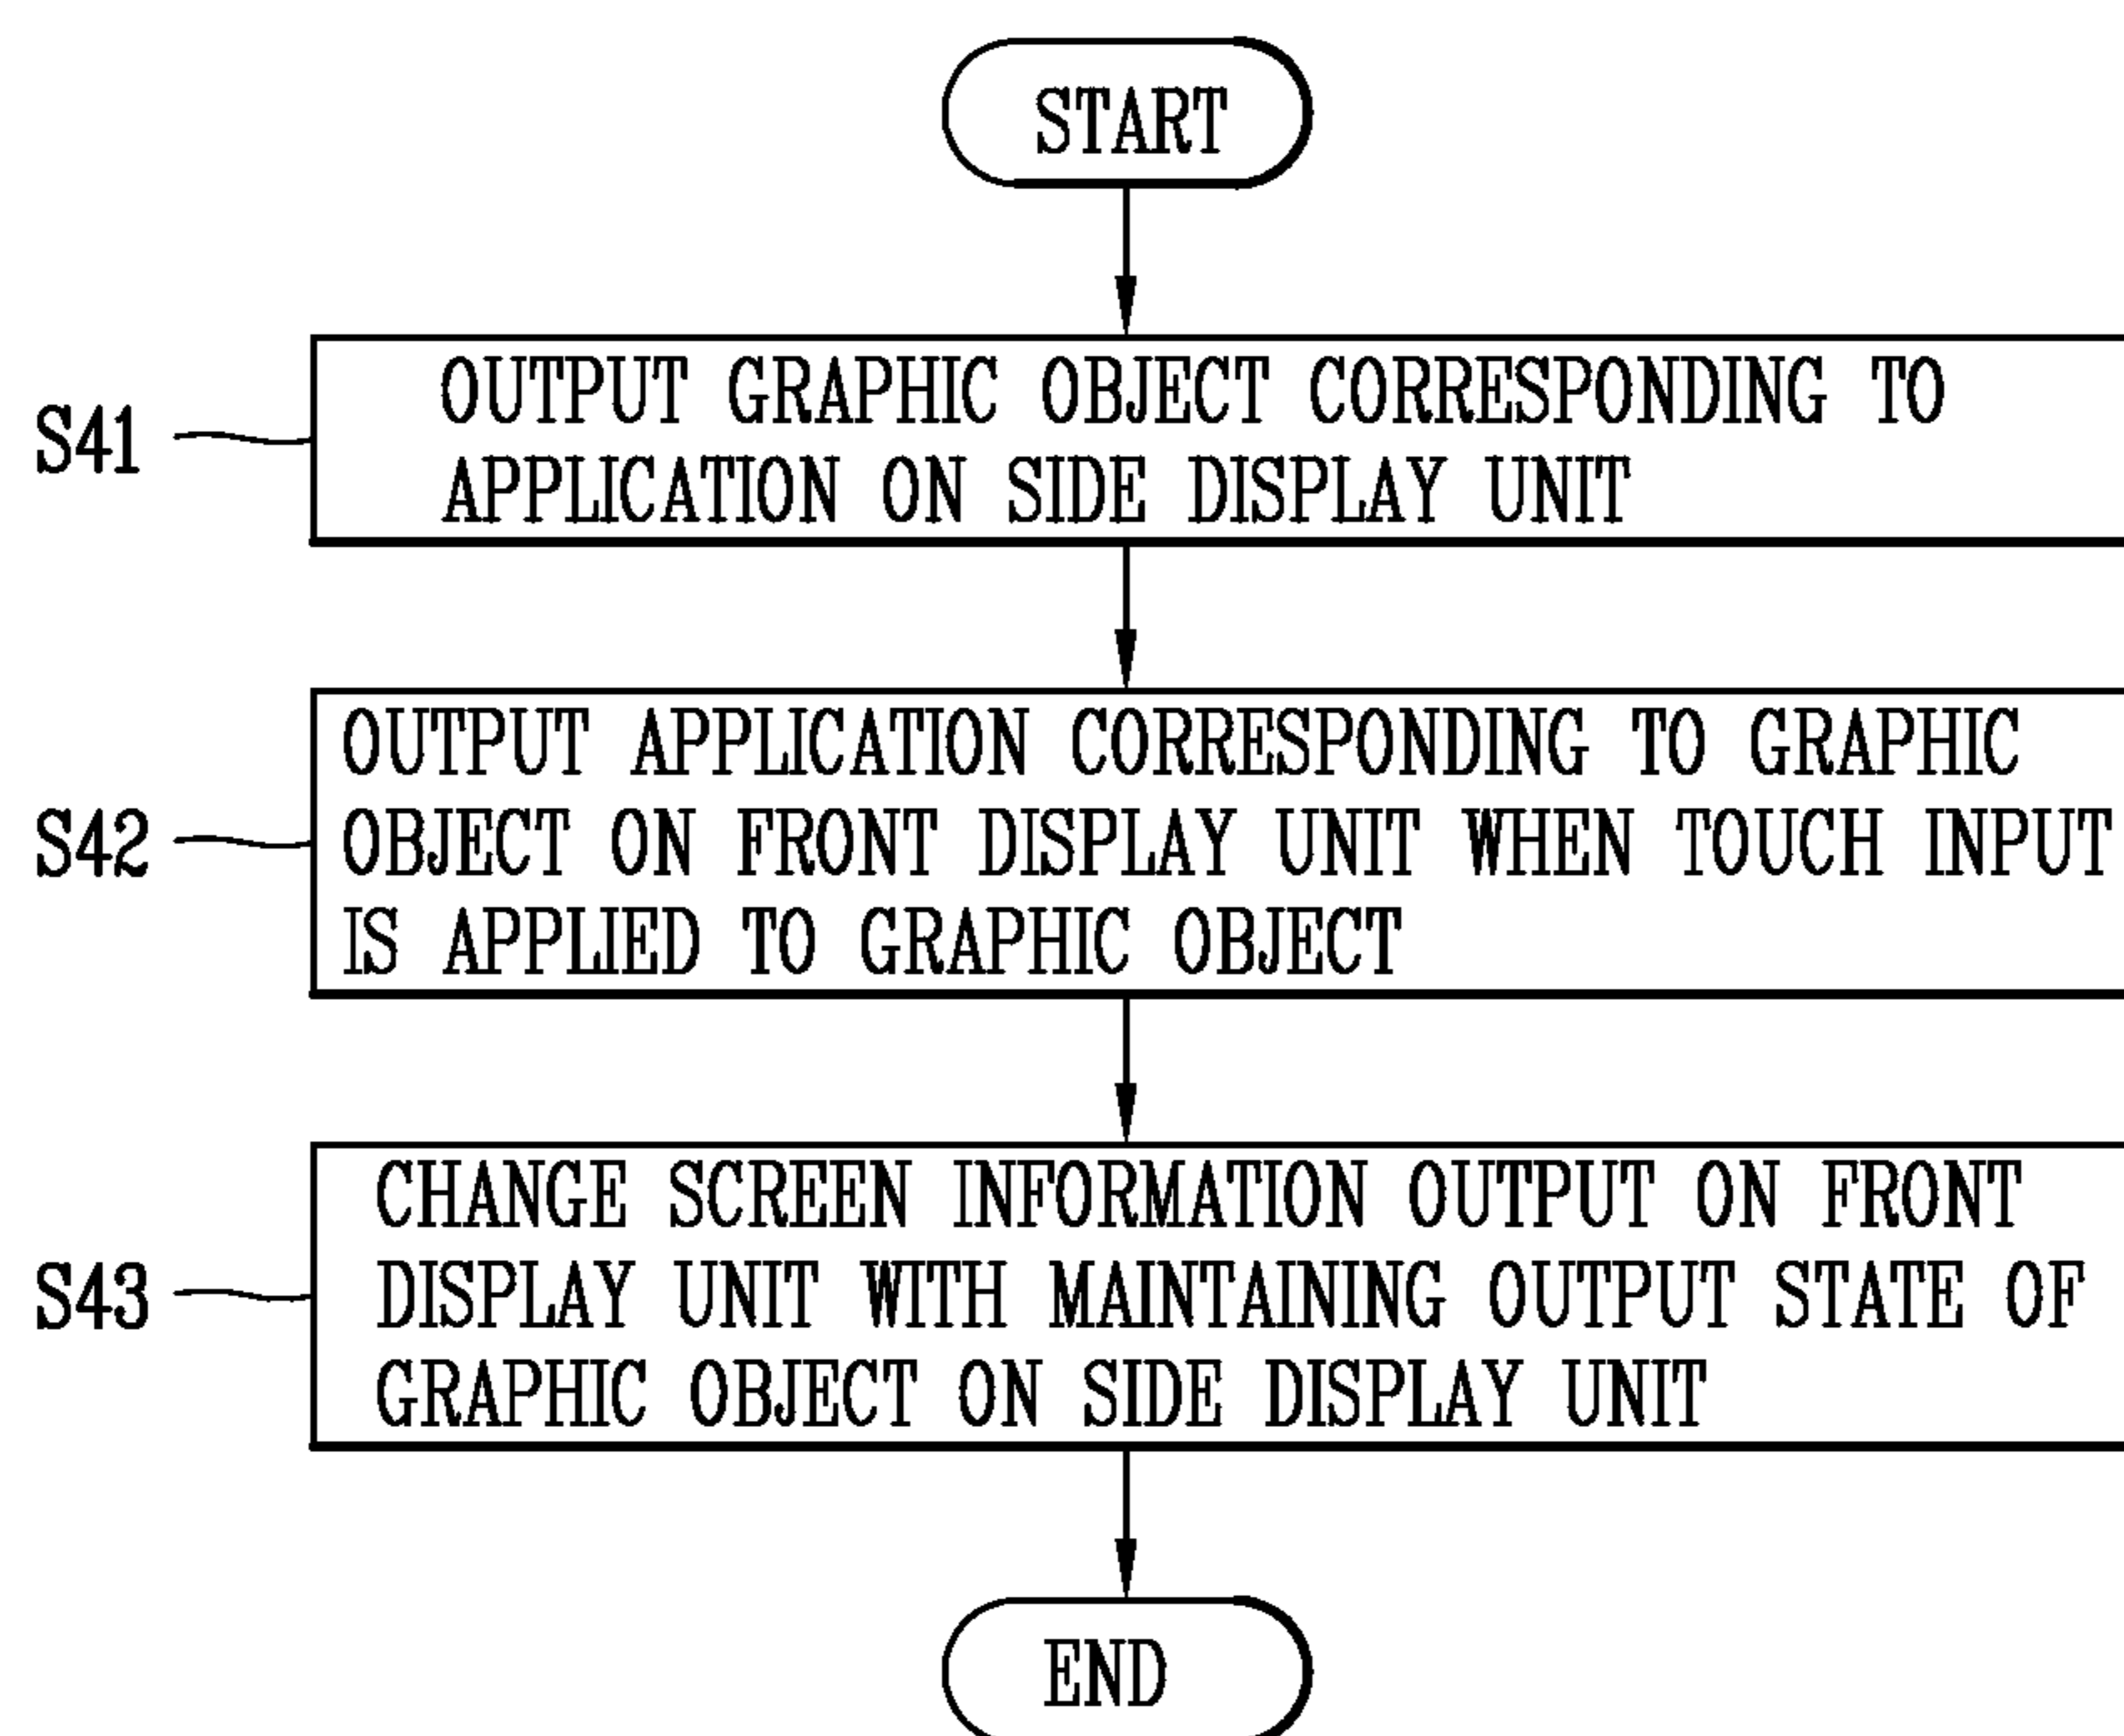 START
S41
OUTPUT GRAPHIC OBJECT CORRESPONDING TO
APPLICATION ON SIDE DISPLAY UNIT
S42
OUTPUT APPLICATION CORRESPONDING TO GRAPHIC
OBJECT ON FRONT DISPLAY UNIT WHEN TOUCH INPUT
IS APPLIED TO GRAPHIC OBJECT
S43
CHANGE SCREEN INFORMATION OUTPUT ON FRONT
DISPLAY UNIT WTH MAINTAINING OUTPUT STATE OF
GRAPHIC OBJECT ON SIDE DISPLAY UNIT
END